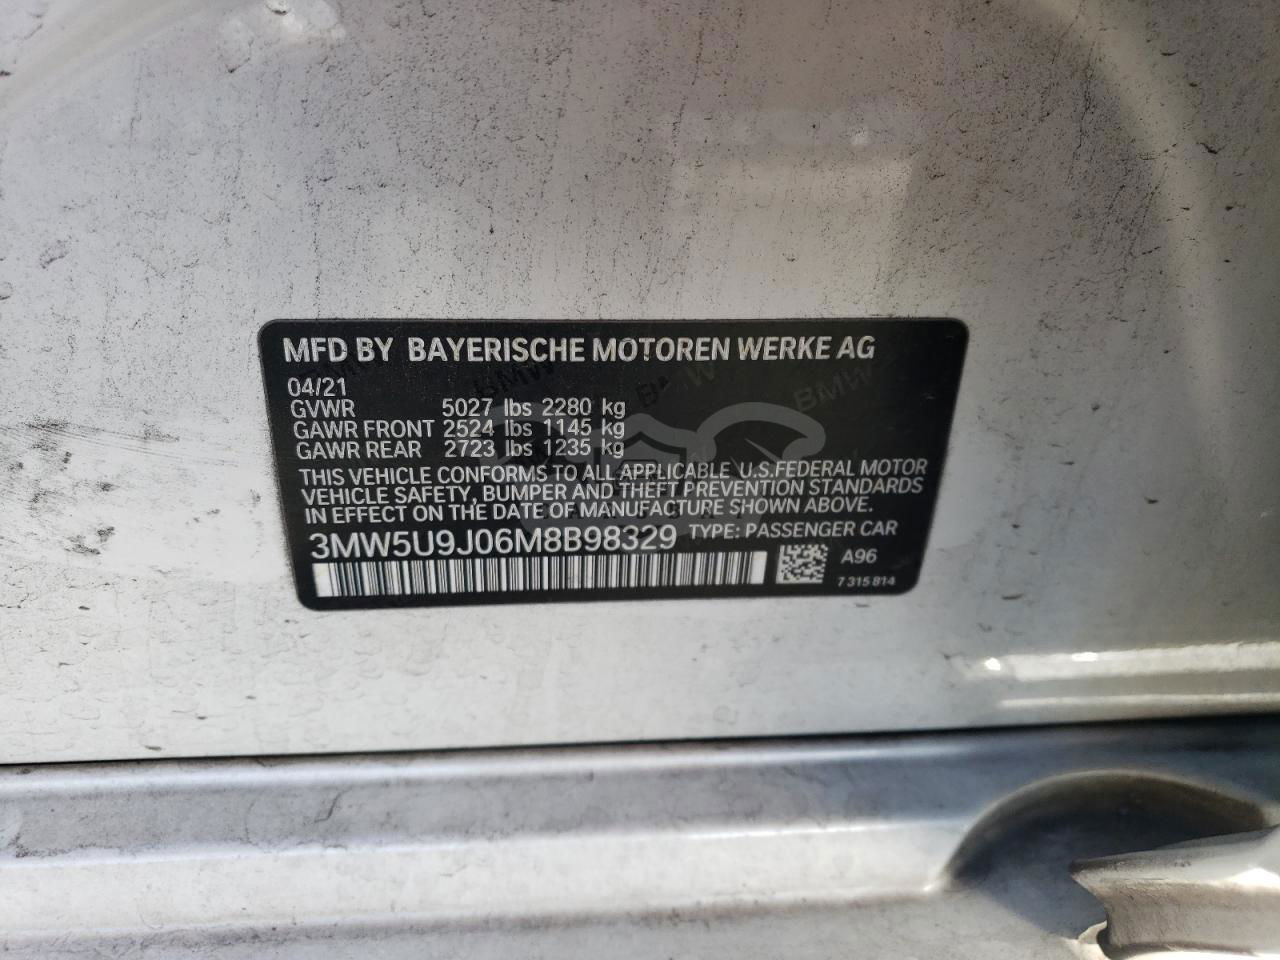 MFD BY BAYERISCHE MOTOREN WERKE AG
04/21
GVWR 5027 lbs 2280 kg
GAWR FRONT 2524 lbs 1145 kg
GAWR REAR 2723 lbs 1235 kg
THIS VEHICLE CONFORMS TO ALL APPLICABLE U.S.FEDERAL MOTOR
VEHICLE SAFETY, BUMPER AND THEFT PREVENTION STANDARDS
IN EFFECT ON THE DATE OF MANUFACTURE SHOWN ABOVE.
3MW5U9J06M8B98329 TYPE: PASSENGER CAR
A96
7 315 814